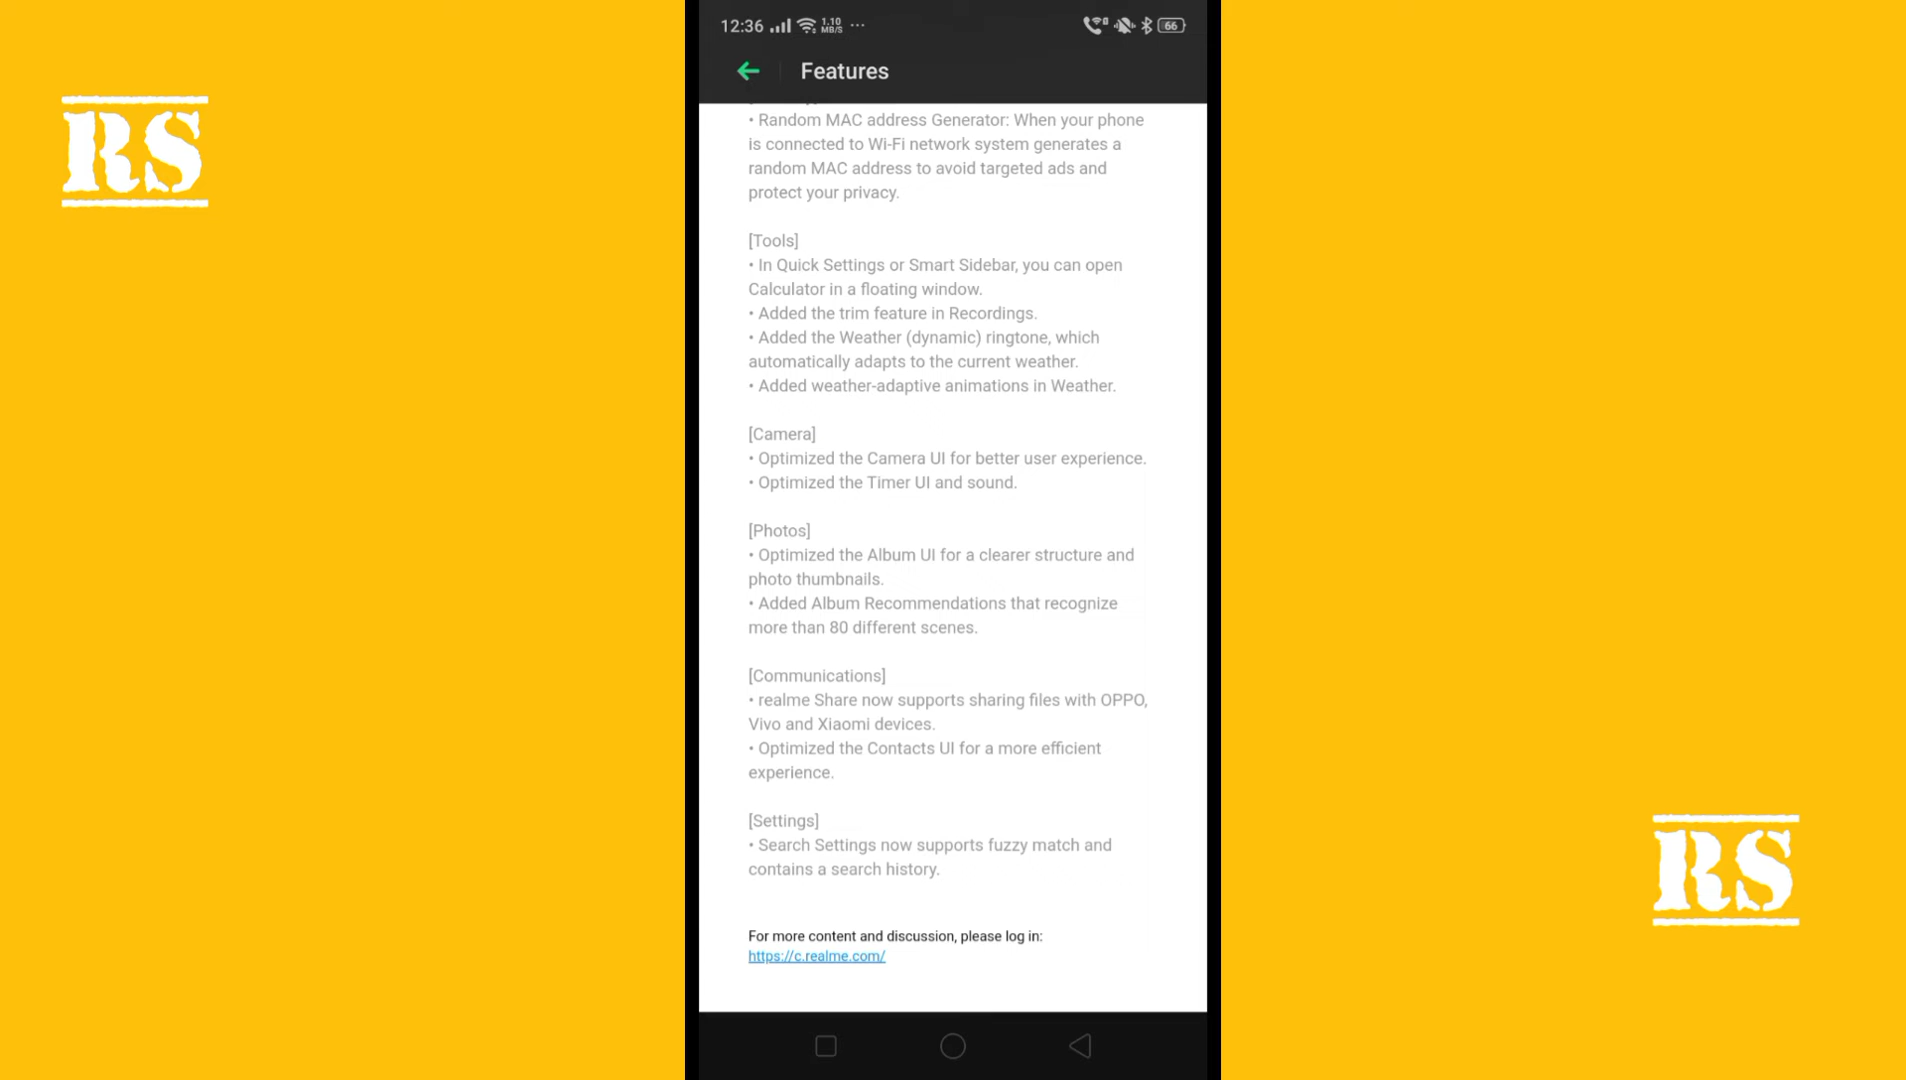 12:36 1.10 MB/S ... 66
Features
RS
• Random MAC address Generator: When your phone
is connected to Wi-Fi network system generates a
random MAC address to avoid targeted ads and
protect your privacy.
[Tools]
• In Quick Settings or Smart Sidebar, you can open
Calculator in a floating window.
• Added the trim feature in Recordings.
• Added the Weather (dynamic) ringtone, which
automatically adapts to the current weather.
• Added weather-adaptive animations in Weather.
[Camera]
• Optimized the Camera UI for better user experience.
• Optimized the Timer UI and sound.
[Photos]
• Optimized the Album UI for a clearer structure and
photo thumbnails.
• Added Album Recommendations that recognize
more than 80 different scenes.
[Communications]
• realme Share now supports sharing files with OPPO,
Vivo and Xiaomi devices.
• Optimized the Contacts UI for a more efficient
experience.
[Settings]
• Search Settings now supports fuzzy match and
contains a search history.
RS
For more content and discussion, please log in:
https://c.realme.com/